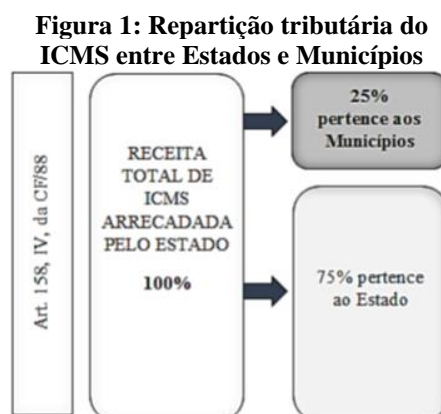 Figura 1: Repartição tributária do
ICMS entre Estados e Municípios
Art. 158, IV, da CF/88
RECEITA
TOTAL DE
ICMS
ARRECADADA
PELO ESTADO
100%
25%
pertence aos
Municípios
75% pertence
ao Estado